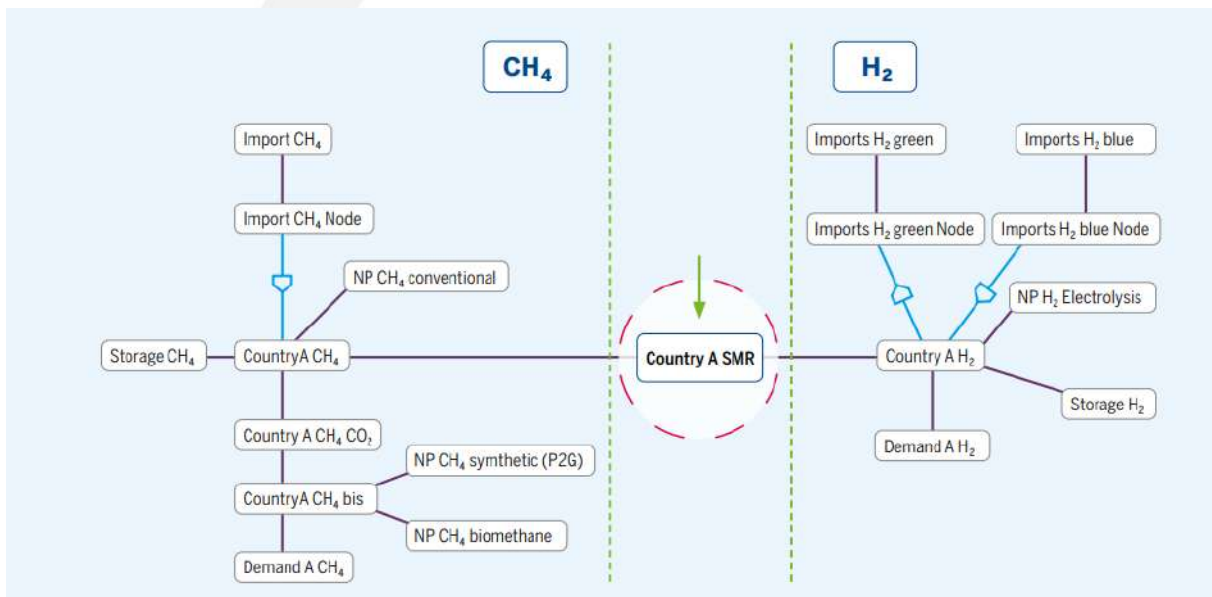 CH₄
H₂
Import CH₄
Imports H₂ green
Imports H₂ blue
Import CH₄ Node
Imports H₂ green Node
Imports H₂ blue Node
NP CH₄ conventional
NP H₂ Electrolysis
Storage CH₄
CountryA CH₄
Country A SMR
Country A H₂
Storage H₂
Country A CH₄ CO₂
Demand A H₂
NP CH₄ symthetic (P2G)
CountryA CH₄ bis
NP CH₄ biomethane
Demand A CH₄